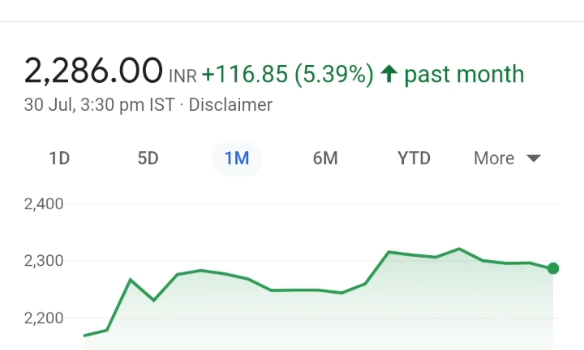 2,286.00 INR +116.85 (5.39%) ↑ past month
30 Jul, 3:30 pm IST · Disclaimer
1D 5D 1M 6M YTD More
2,400
2,300
2,200